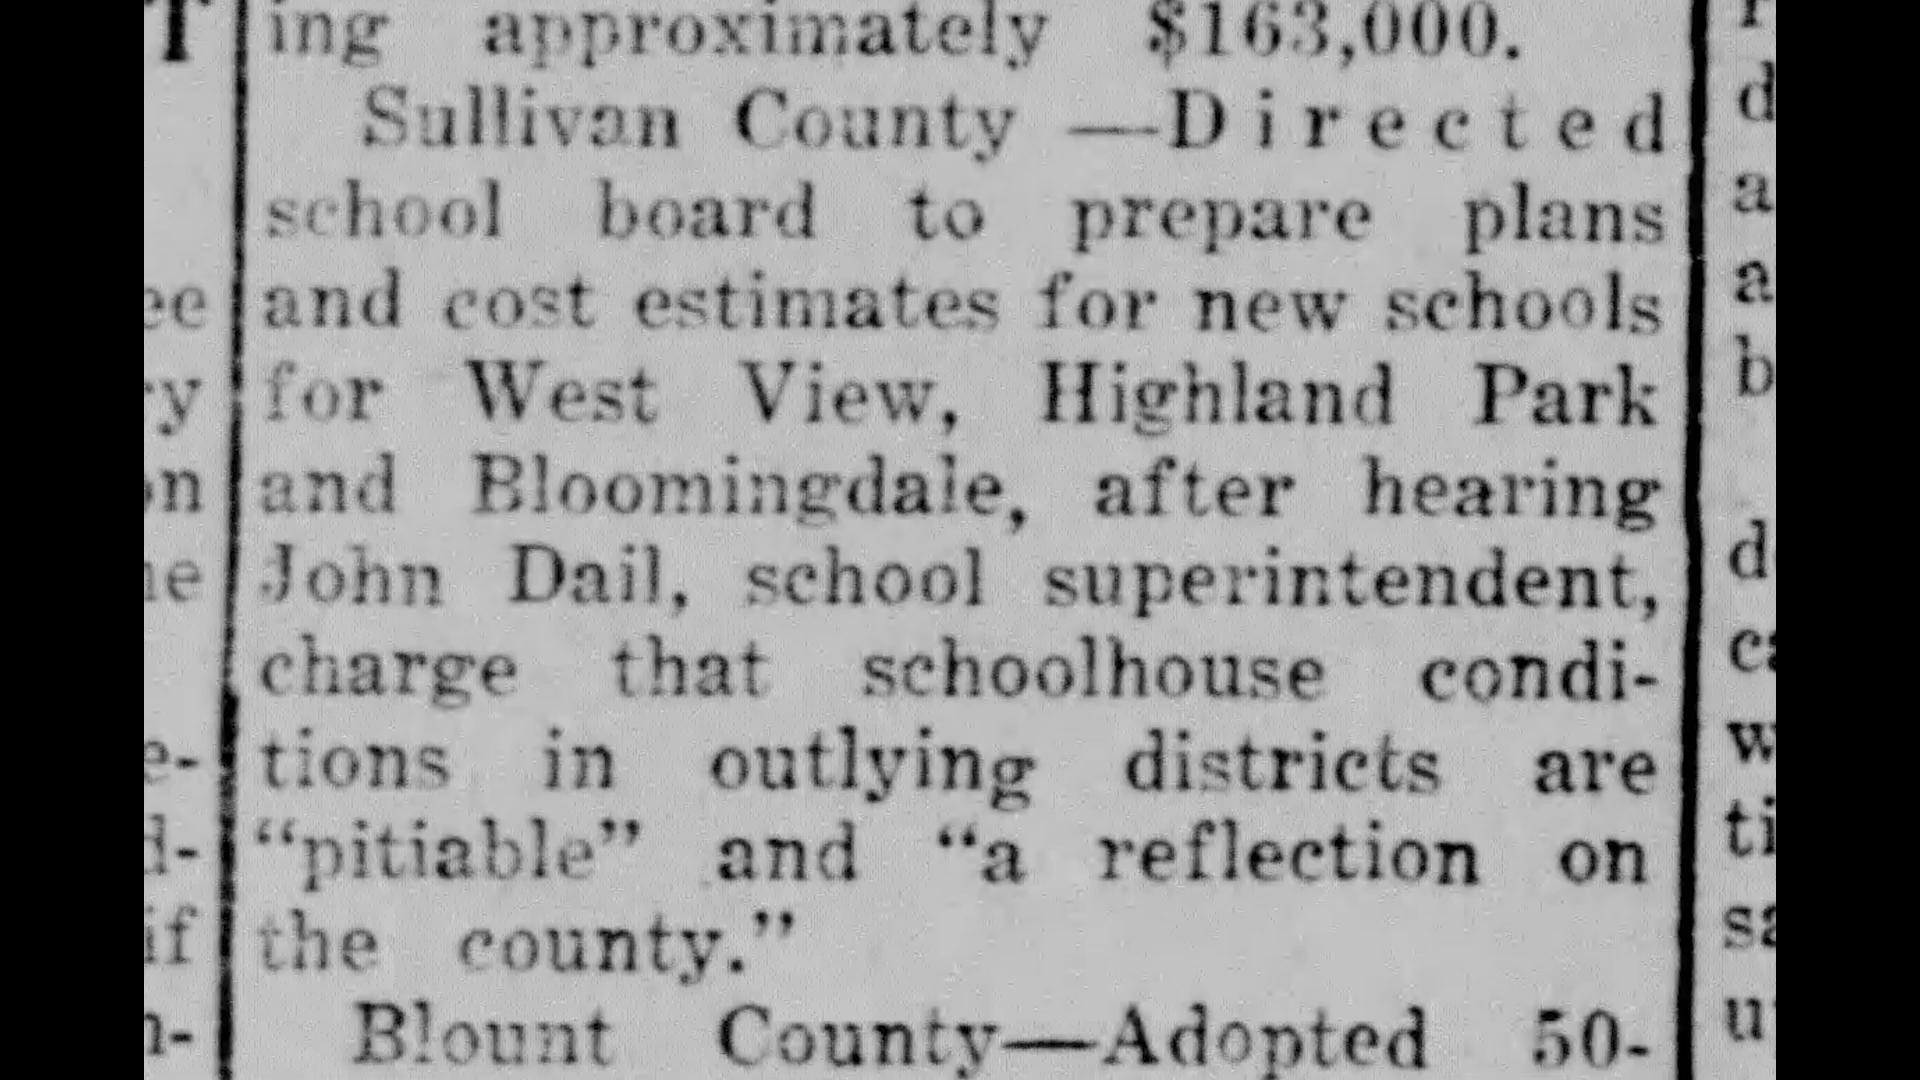 ing approximately $163,000.
Sullivan County —Directed
school board to prepare plans
and cost estimates for new schools
for West View, Highland Park
and Bloomingdale, after hearing
John Dail, school superintendent,
charge that schoolhouse condi-
tions in outlying districts are
“pitiable” and “a reflection on
the county.”
Blount County—Adopted 50-